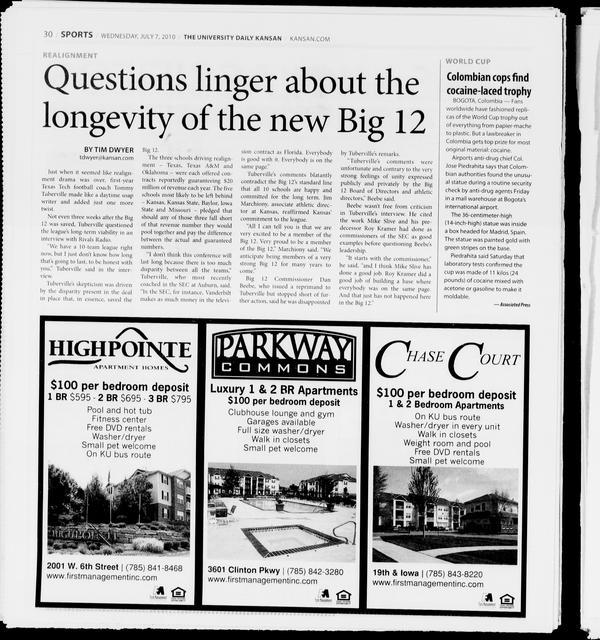 30 / SPORTS / WEDNESDAY, JULY 7, 2010 / THE UNIVERSITY DAILY KANSAN / KANSAN.COM
REALIGNMENT
Questions linger about the
longevity of the new Big 12
BY TIM DWYER
tdwyer@kansan.com
Just when it seemed like realign-
ment drama was over, first-year
Texas Tech football coach Tommy
Tuberville made like a daytime soap
writer and added just one more
twist.
Not even three weeks after the Big
12 was saved, Tuberville questioned
the league's long-term viability in an
interview with Rivals Radio.
"We have a 10-team league right
now, but I just don't know how long
that's going to last, to be honest with
you," Tuberville said in the inter-
view.
Tuberville's skepticism was driven
by the disparity present in the deal
in place that, in essence, saved the
Big 12.
The three schools driving realign-
ment – Texas, Texas A&M and
Oklahoma – were each offered con-
tracts reportedly guaranteeing $20
million of revenue each year. The five
schools most likely to be left behind
– Kansas, Kansas State, Baylor, Iowa
State and Missouri – pledged that
should any of those three fall short
of that revenue number they would
pool together and pay the difference
between the actual and guaranteed
numbers.
"I don't think this conference will
last long because there is too much
disparity between all the teams,"
Tuberville, who most recently
coached in the SEC at Auburn, said.
"In the SEC, for instance, Vanderbilt
makes as much money in the televi-
sion contract as Florida. Everybody
is good with it. Everybody is on the
same page."
Tuberville's comments blatantly
contradict the Big 12's standard line
that all 10 schools are happy and
committed for the long term. Jim
Marchiony, associate athletic direc-
tor at Kansas, reaffirmed Kansas'
commitment to the league.
"All I can tell you is that we are
very excited to be a member of the
Big 12. Very proud to be a member
of the Big 12," Marchiony said. "We
anticipate being members of a very
strong Big 12 for many years to
come."
Big 12 Commissioner Dan
Beebe, who issued a reprimand to
Tuberville but stopped short of fur-
ther action, said he was disappointed
by Tuberville's remarks.
"Tuberville's comments were
unfortunate and contrary to the very
strong feelings of unity expressed
publicly and privately by the Big
12 Board of Directors and athletic
directors," Beebe said.
Beebe wasn't free from criticism
in Tuberville's interview. He cited
the work Mike Slive and his pre-
decessor Roy Kramer had done as
commissioners of the SEC as good
examples before questioning Beebe's
leadership.
"It starts with the commissioner,"
he said, "and I think Mike Slive has
done a good job. Roy Kramer did a
good job of building a base where
everybody was on the same page.
And that just has not happened here
in the Big 12."
WORLD CUP
Colombian cops find
cocaine-laced trophy
BOGOTA, Colombia — Fans
worldwide have fashioned repli-
cas of the World Cup trophy out
of everything from papier-mache
to plastic. But a lawbreaker in
Colombia gets top prize for most
original material: cocaine.
Airports anti-drug chief Col.
Jose Piedrahita says that Colom-
bian authorities found the unusu-
al statue during a routine security
check by anti-drug agents Friday
in a mail warehouse at Bogota's
international airport.
The 36-centimeter-high
(14-inch-high) statue was inside
a box headed for Madrid, Spain.
The statue was painted gold with
green stripes on the base.
Piedrahita said Saturday that
laboratory tests confirmed the
cup was made of 11 kilos (24
pounds) of cocaine mixed with
acetone or gasoline to make it
moldable.
— Associated Press
HIGHPOINTE
APARTMENT HOMES
$100 per bedroom deposit
1 BR $595 - 2 BR $695 - 3 BR $795
Pool and hot tub
Fitness center
Free DVD rentals
Washer/dryer
Small pet welcome
On KU bus route
HIGHPOINTE
2001 W. 6th Street | (785) 841-8468
www.firstmanagementinc.com
PARKWAY
COMMONS
Luxury 1 & 2 BR Apartments
$100 per bedroom deposit
Clubhouse lounge and gym
Garages available
Full size washer/dryer
Walk in closets
Small pet welcome
3601 Clinton Pkwy | (785) 842-3280
www.firstmanagementinc.com
CHASE COURT
$100 per bedroom deposit
1 & 2 Bedroom Apartments
On KU bus route
Washer/dryer in every unit
Walk in closets
Weight room and pool
Free DVD rentals
Small pet welcome
19th & Iowa | (785) 843-8220
www.firstmanagementinc.com